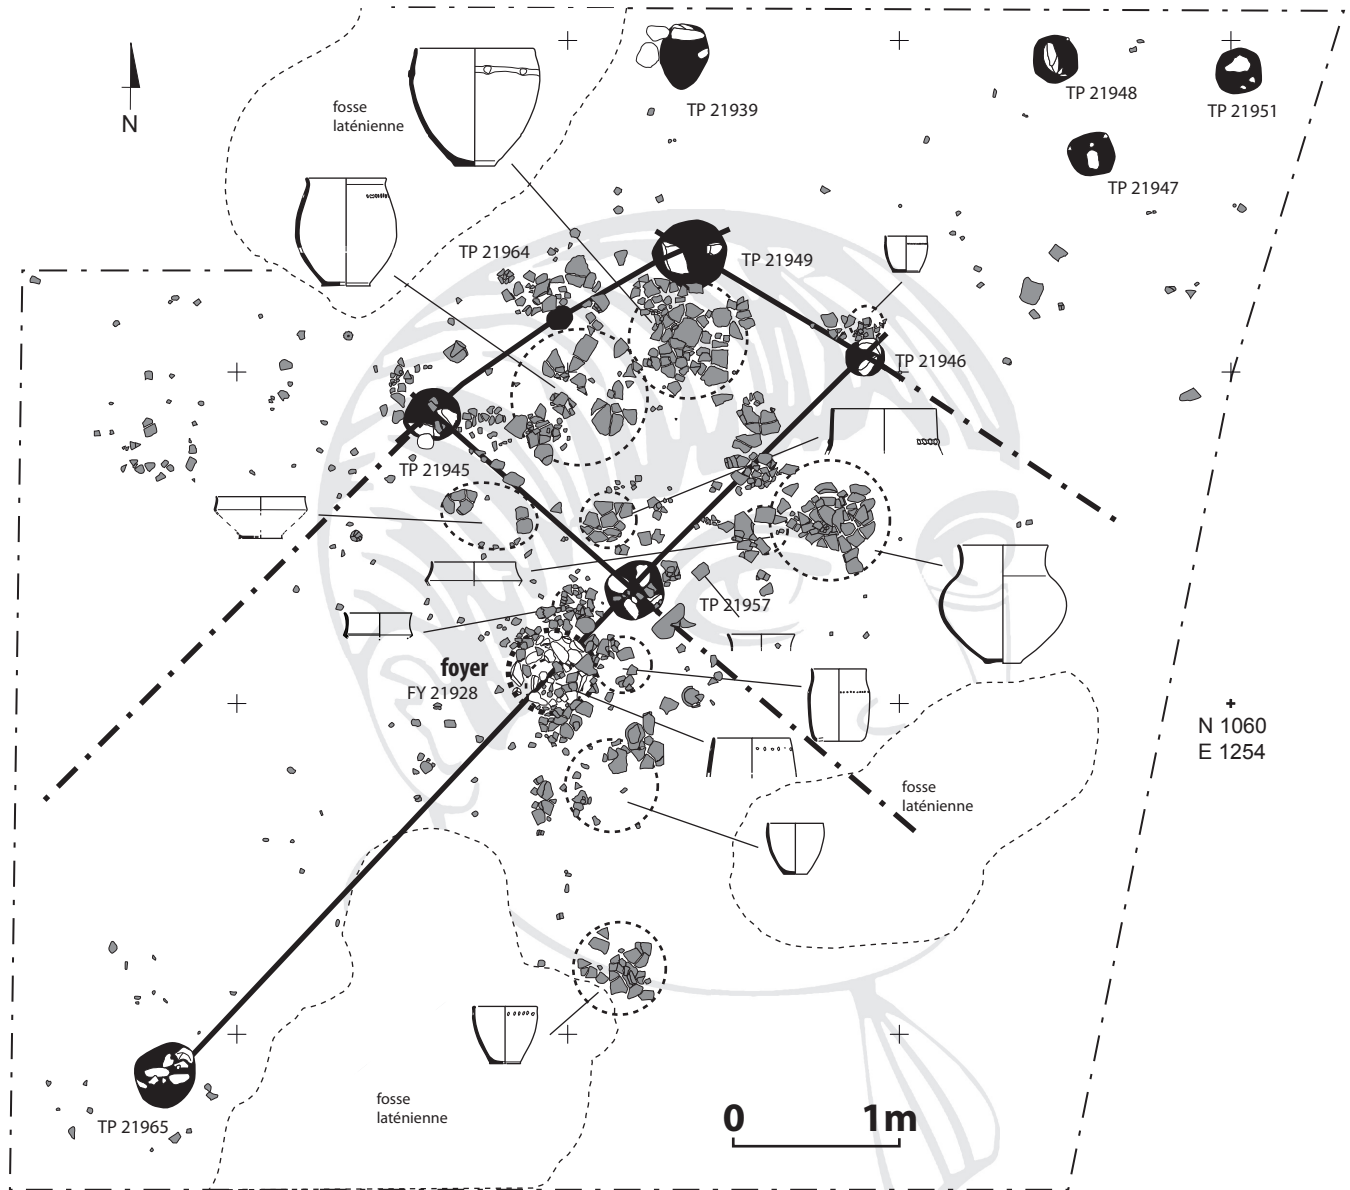 fosse
laténienne
N
TP 21939
TP 21948
TP 21951
TP 21947
TP 21964
TP 21949
TP 21946
TP 21945
TP 21957
foyer
FY 21928
N 1060
E 1254
fosse
laténienne
fosse
laténienne
0 1m
TP 21965